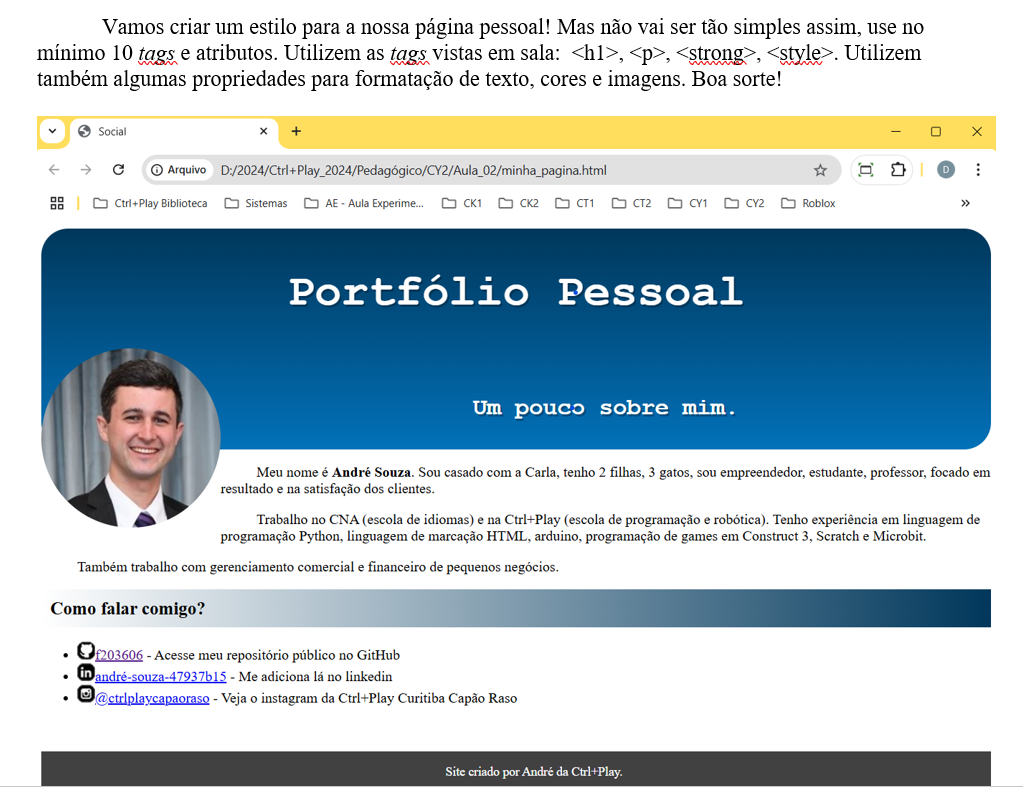 Vamos criar um estilo para a nossa página pessoal! Mas não vai ser tão simples assim, use no
mínimo 10 tags e atributos. Utilizem as tags vistas em sala:  <h1>, <p>, <strong>, <style>. Utilizem
também algumas propriedades para formatação de texto, cores e imagens. Boa sorte!
Social
Arquivo D:/2024/Ctrl+Play_2024/Pedagógico/CY2/Aula_02/minha_pagina.html
D
Ctrl+Play Biblioteca Sistemas AE - Aula Experime... CK1 CK2 CT1 CT2 CY1 CY2 Roblox
Portfólio Pessoal
Um pouco sobre mim.
Meu nome é André Souza. Sou casado com a Carla, tenho 2 filhas, 3 gatos, sou empreendedor, estudante, professor, focado em
resultado e na satisfação dos clientes.
Trabalho no CNA (escola de idiomas) e na Ctrl+Play (escola de programação e robótica). Tenho experiência em linguagem de
programação Python, linguagem de marcação HTML, arduino, programação de games em Construct 3, Scratch e Microbit.
Também trabalho com gerenciamento comercial e financeiro de pequenos negócios.
Como falar comigo?
f203606 - Acesse meu repositório público no GitHub
in andré-souza-47937b15 - Me adiciona lá no linkedin
@ctrlplaycapaoraso - Veja o instagram da Ctrl+Play Curitiba Capão Raso
Site criado por André da Ctrl+Play.